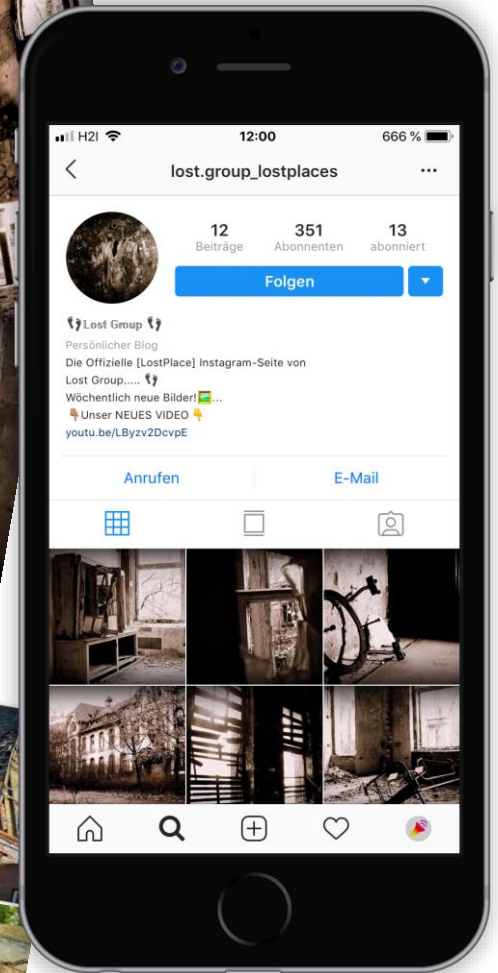 H2I 12:00 666 %
lost.group_lostplaces
12 351 13
Beiträge Abonnenten abonniert
Folgen
👣Lost Group 👣
Persönlicher Blog
Die Offizielle [LostPlace] Instagram-Seite von
Lost Group..... 👣
Wöchentlich neue Bilder!🖼️...
👇🏽Unser NEUES VIDEO 👇
youtu.be/LByzv2DcvpE
Anrufen E-Mail